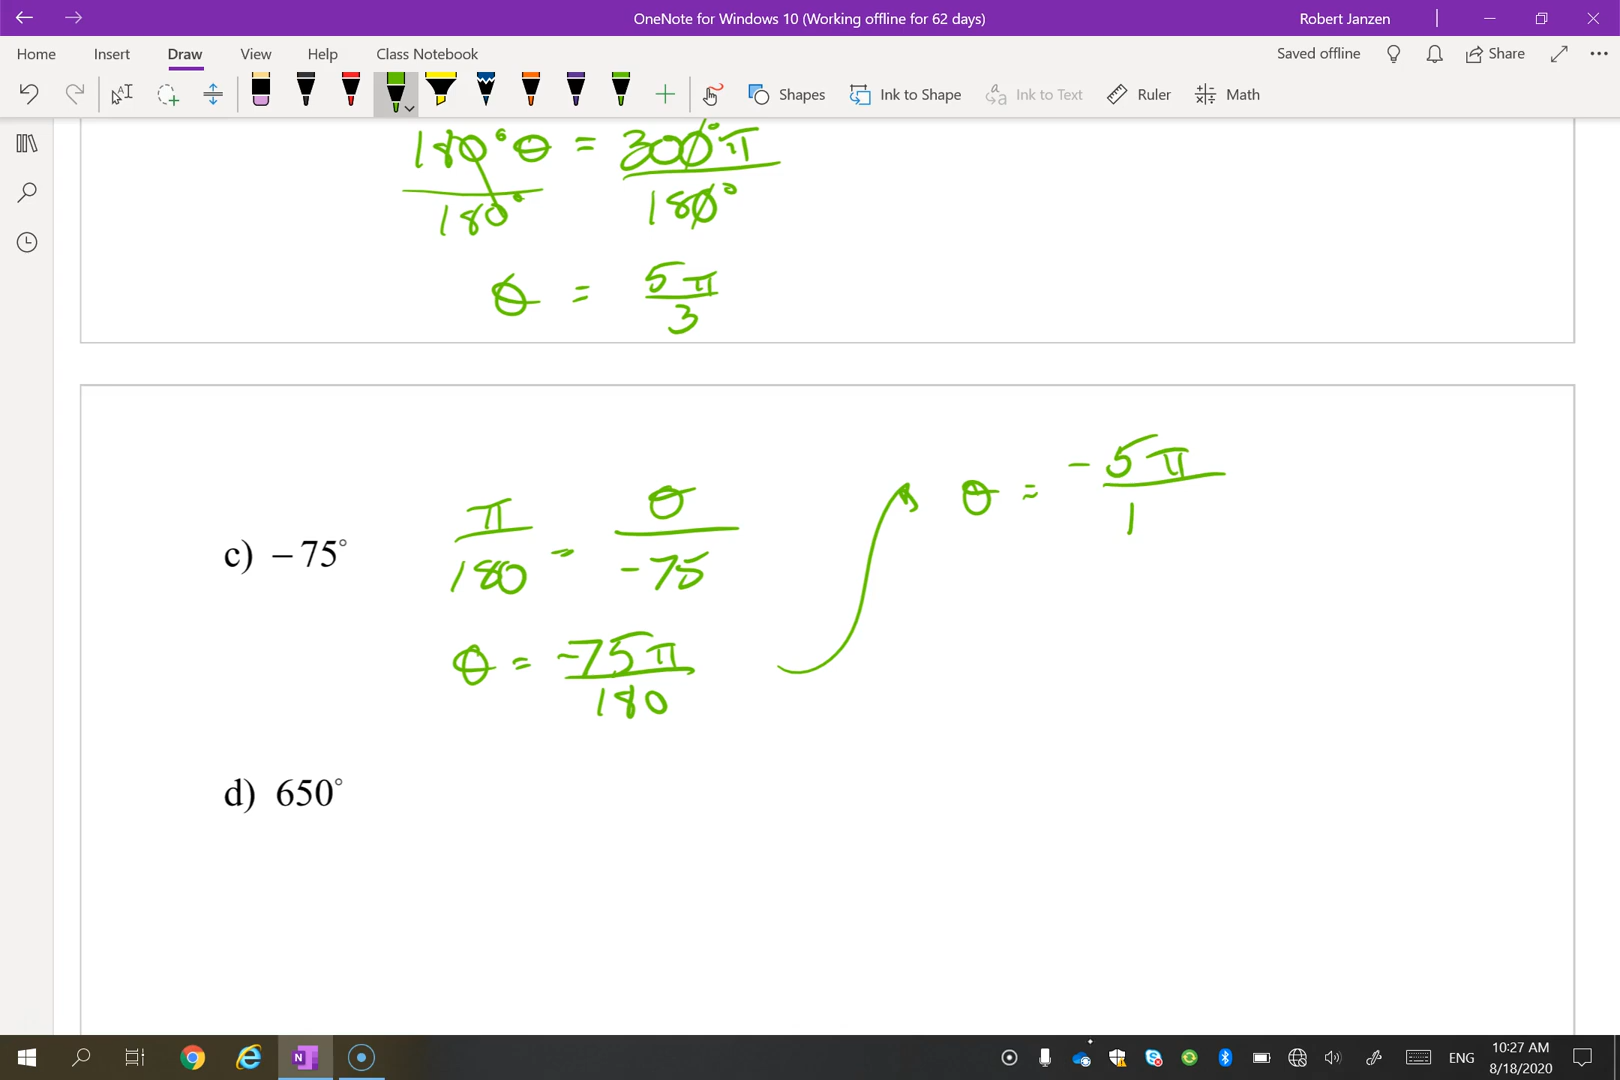 OneNote for Windows 10 (Working offline for 62 days)
Robert Janzen
Home Insert Draw View Help Class Notebook
Saved offline Share
Shapes Ink to Shape Ink to Text Ruler Math
180°θ = 300°π
180° 180°
θ = 5π
3
c) −75°
π = θ
180 -75
θ = -75π
180
θ = -5π
1
d) 650°
ENG
10:27 AM
8/18/2020